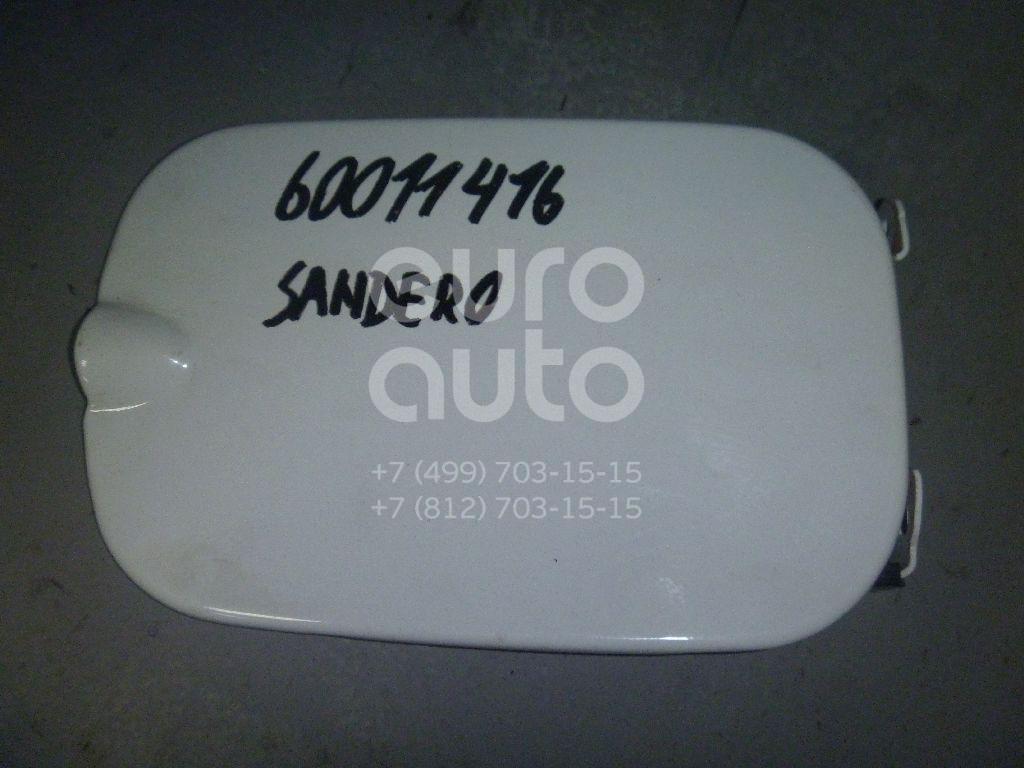 60011416
SANDERO
euro
auto
+7 (499) 703-15-15
+7 (812) 703-15-15